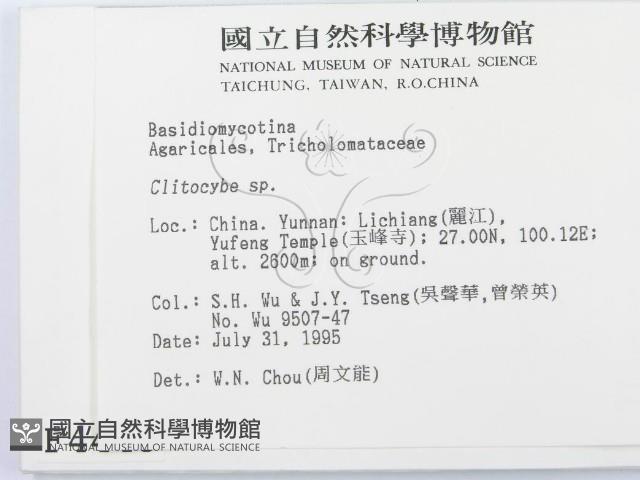 國立自然科學博物館
NATIONAL MUSEUM OF NATURAL SCIENCE
TAICHUNG, TAIWAN, R.O.CHINA
Basidiomycotina
Agaricales, Tricholomataceae
Clitocybe sp.
Loc.: China. Yunnan: Lichiang(麗江),
Yufeng Temple(玉峰寺); 27.00N, 100.12E;
alt. 2600m; on ground.
Col.: S.H. Wu & J.Y. Tseng(吳聲華,曾榮英)
No. Wu 9507-47
Date: July 31, 1995
Det.: W.N. Chou(周文能)
國立自然科學博物館
NATIONAL MUSEUM OF NATURAL SCIENCE